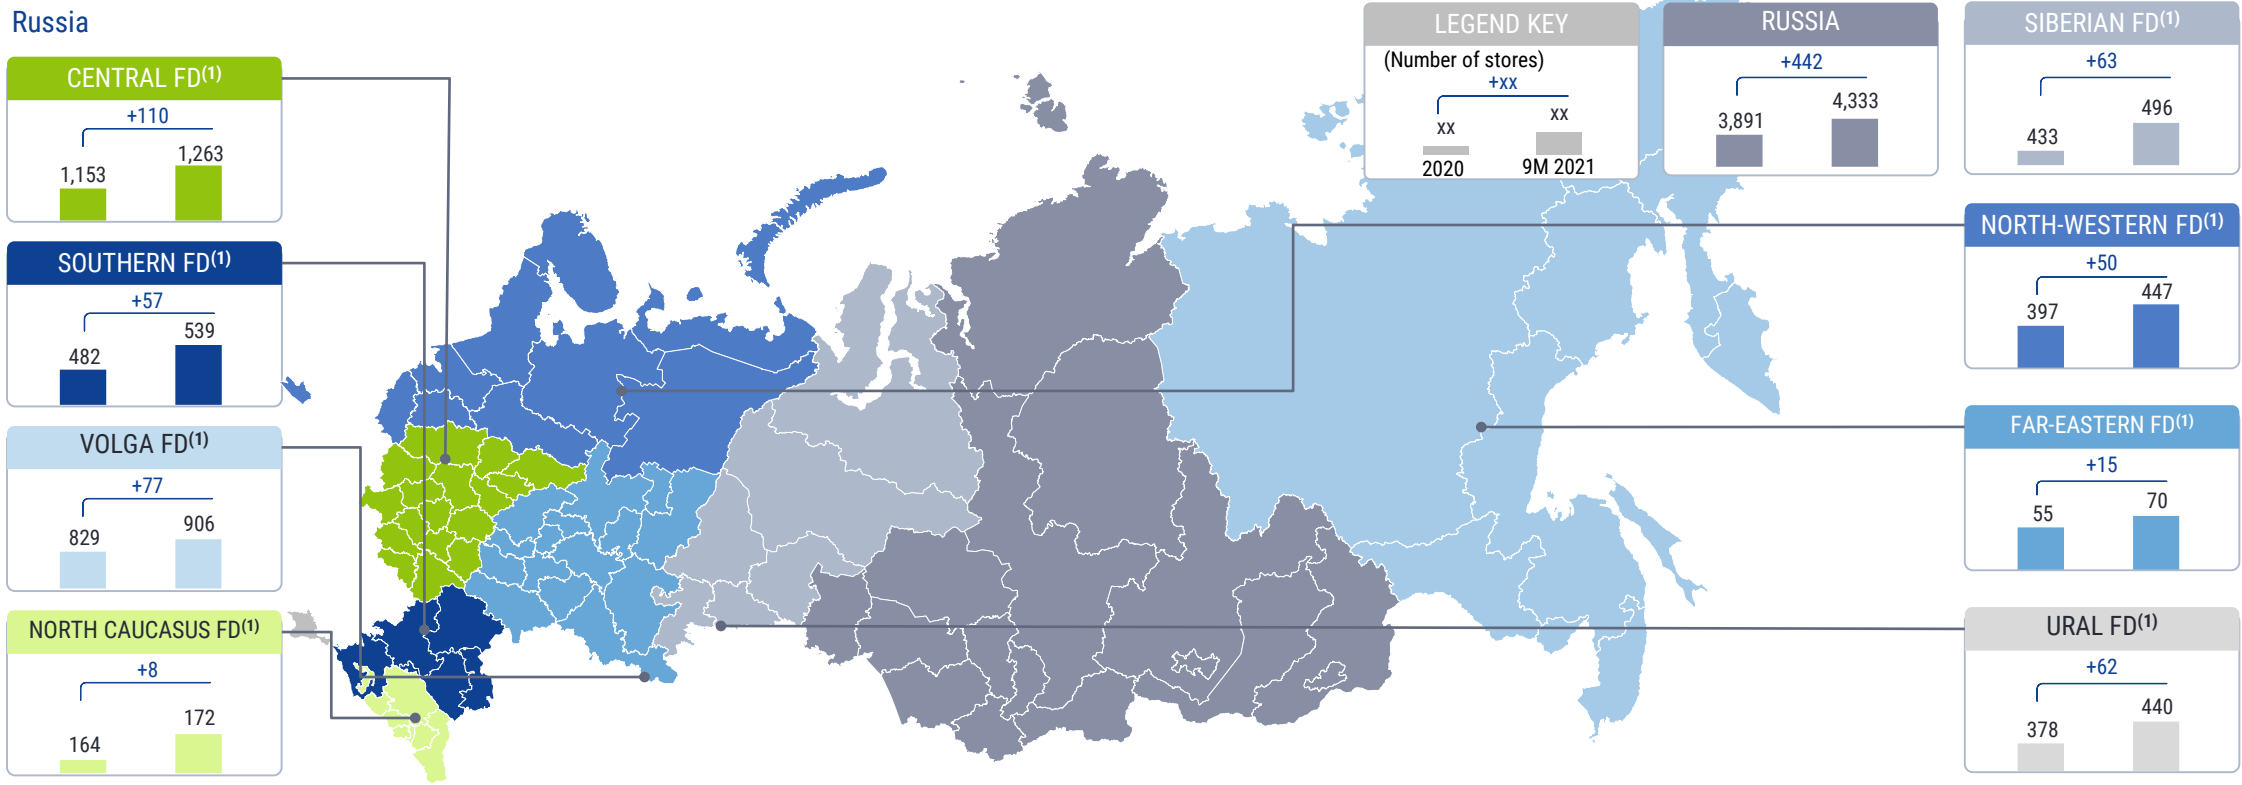 Russia
CENTRAL FD(1)
+110
1,153
1,263
SOUTHERN FD(1)
+57
482
539
VOLGA FD(1)
+77
829
906
NORTH CAUCASUS FD(1)
+8
164
172
LEGEND KEY
(Number of stores)
+xx
xx
xx
2020
9M 2021
RUSSIA
+442
3,891
4,333
SIBERIAN FD(1)
+63
433
496
NORTH-WESTERN FD(1)
+50
397
447
FAR-EASTERN FD(1)
+15
55
70
URAL FD(1)
+62
378
440